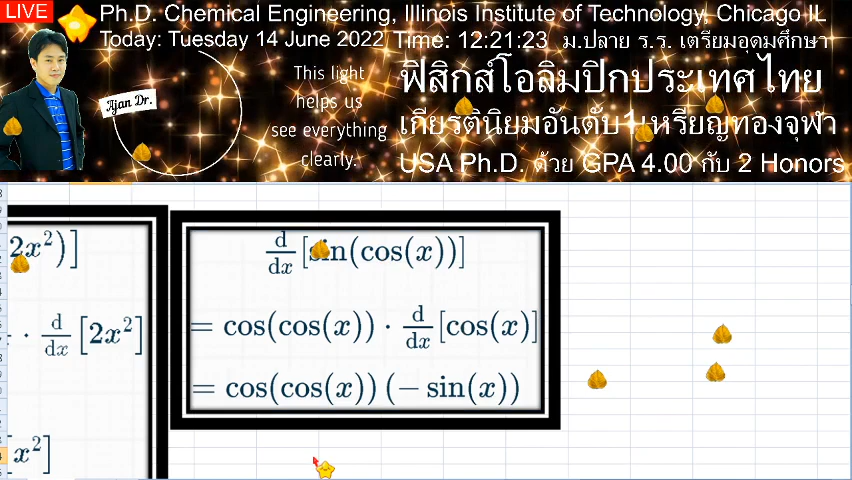 LIVE
Ph.D. Chemical Engineering, Illinois Institute of Technology, Chicago IL
Today: Tuesday 14 June 2022 Time: 12:21:23 ม.ปลาย ร.ร. เตรียมอุดมศึกษา
Ajan Dr.
This light
helps us
see everything
clearly.
ฟิสิกส์โอลิมปิกประเทศไทย
เกียรตินิยมอันดับ1 เหรียญทองจุฬา
USA Ph.D. ด้วย GPA 4.00 กับ 2 Honors
2x²)]
· d/dx [2x²]
x²]
d/dx [sin(cos(x))]
= cos(cos(x)) · d/dx [cos(x)]
= cos(cos(x)) (− sin(x))